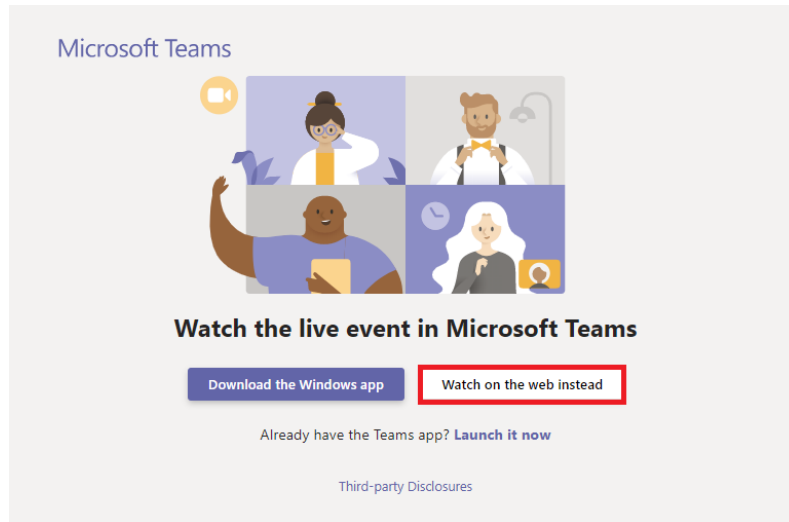 Microsoft Teams
Watch the live event in Microsoft Teams
Download the Windows app
Watch on the web instead
Already have the Teams app? Launch it now
Third-party Disclosures